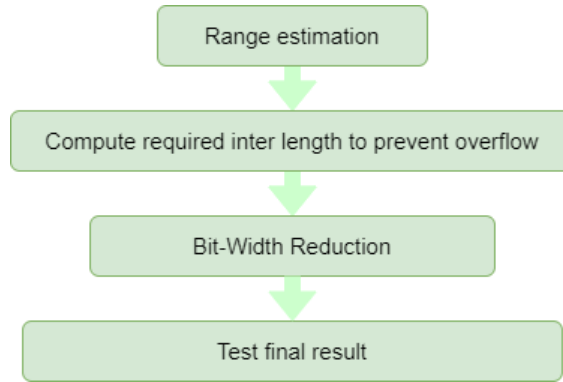 Range estimation
Compute required inter length to prevent overflow
Bit-Width Reduction
Test final result